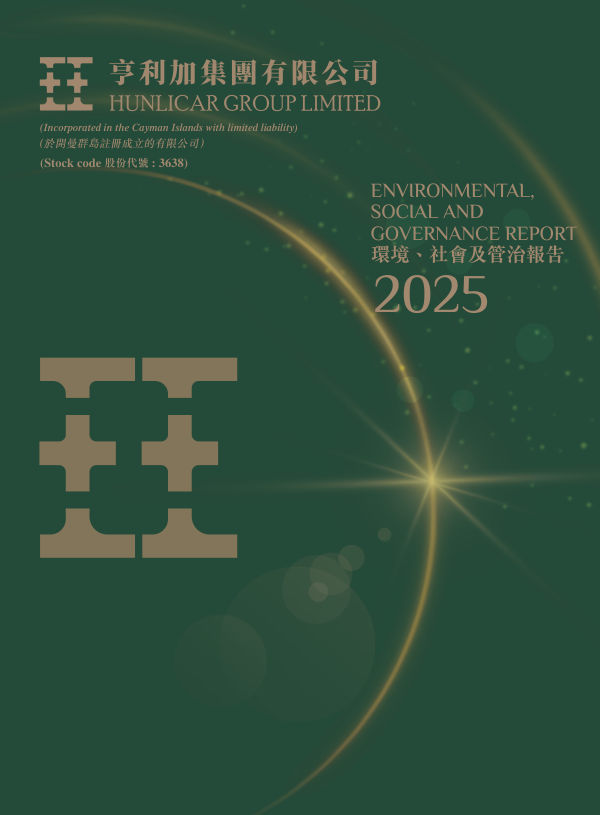 亨利加集團有限公司
HUNLICAR GROUP LIMITED
(Incorporated in the Cayman Islands with limited liability)
(於開曼群島註冊成立的有限公司)
(Stock code 股份代號 : 3638)
ENVIRONMENTAL,
SOCIAL AND
GOVERNANCE REPORT
環境、社會及管治報告
2025